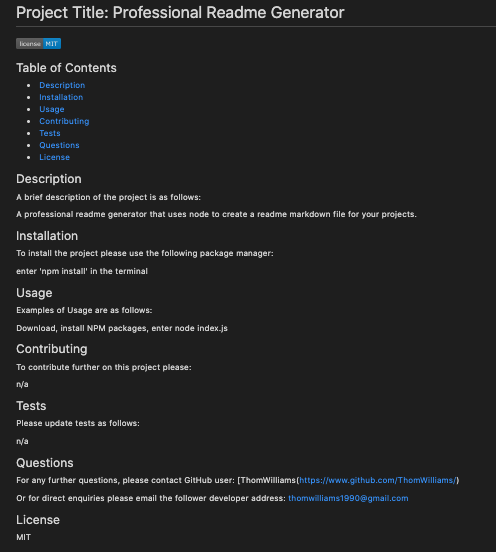 Project Title: Professional Readme Generator
license MIT
Table of Contents
Description
Installation
Usage
Contributing
Tests
Questions
License
Description
A brief description of the project is as follows:
A professional readme generator that uses node to create a readme markdown file for your projects.
Installation
To install the project please use the following package manager:
enter 'npm install' in the terminal
Usage
Examples of Usage are as follows:
Download, install NPM packages, enter node index.js
Contributing
To contribute further on this project please:
n/a
Tests
Please update tests as follows:
n/a
Questions
For any further questions, please contact GitHub user: [ThomWilliams(https://www.github.com/ThomWilliams/)
Or for direct enquiries please email the follower developer address: thomwilliams1990@gmail.com
License
MIT